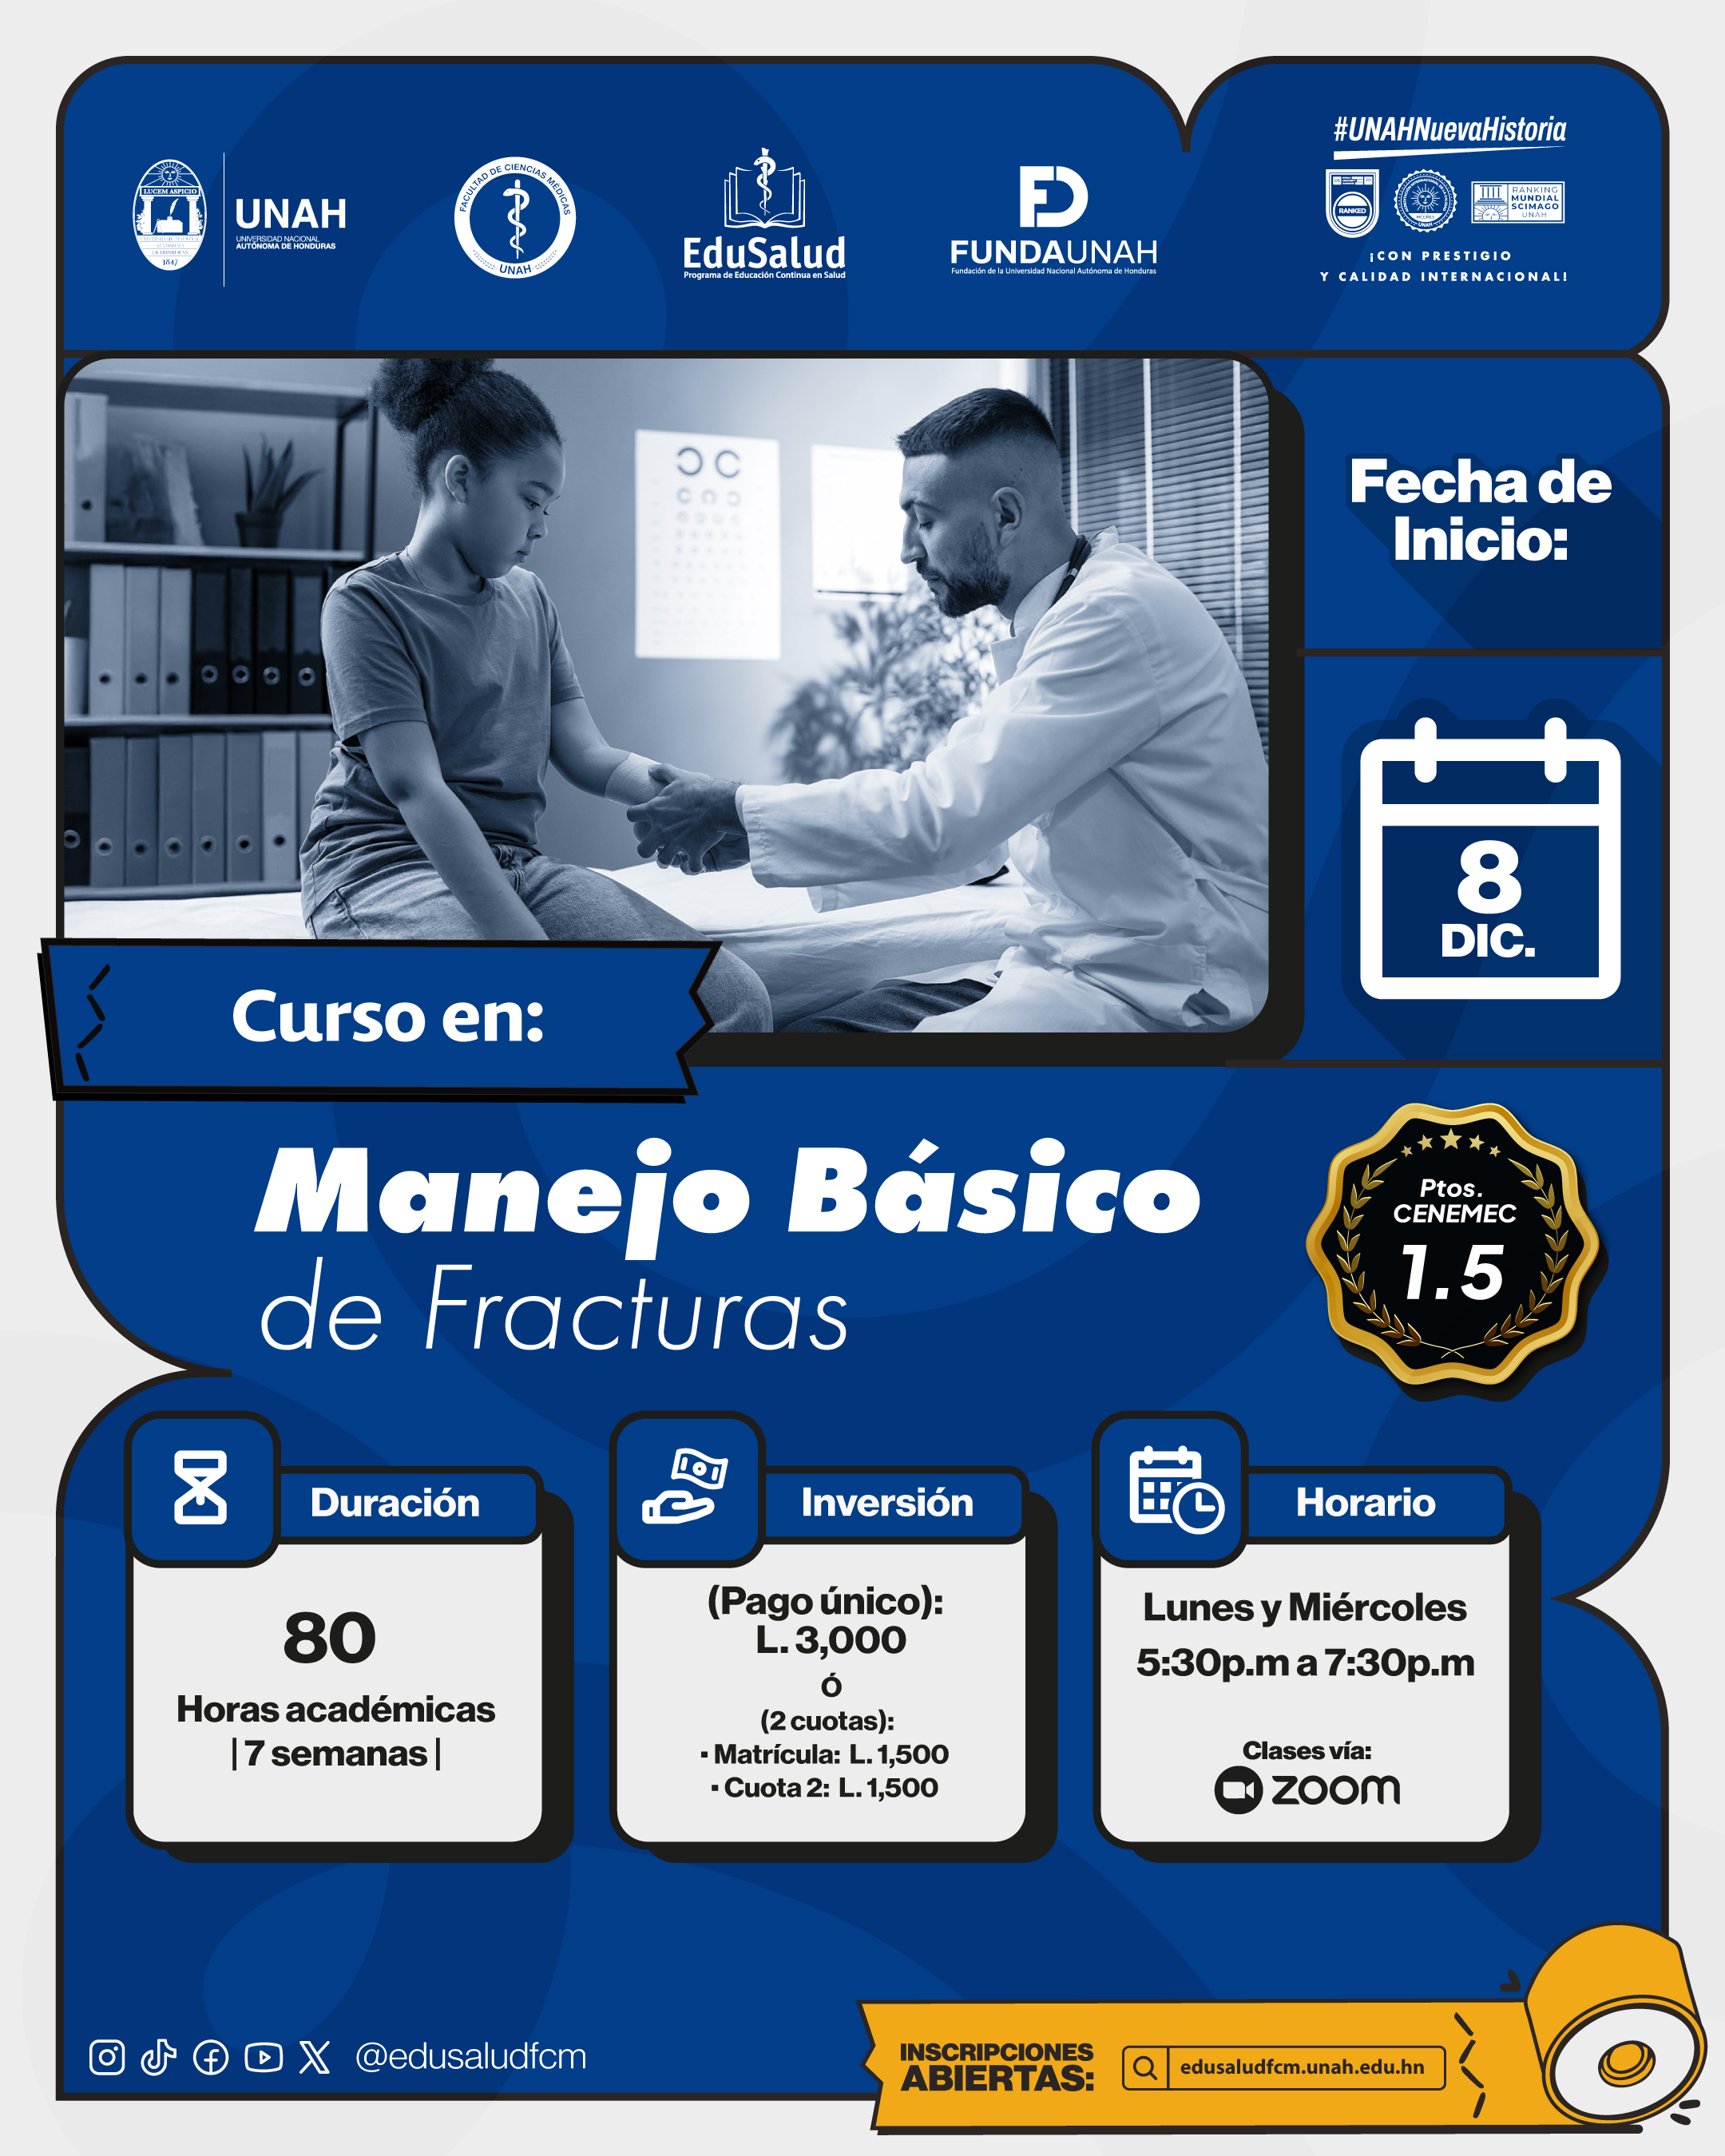 LUCEM ASPICIO
1847
UNAH
UNIVERSIDAD NACIONAL
AUTÓNOMA DE HONDURAS
FACULTAD DE CIENCIAS MÉDICAS
UNAH
EduSalud
Programa de Educación Continua en Salud
FUNDAUNAH
Fundación de la Universidad Nacional Autónoma de Honduras
#UNAHNuevaHistoria
RANKED
UNAH
RANKING
MUNDIAL
SCIMAGO
UNAH
¡CON PRESTIGIO
Y CALIDAD INTERNACIONAL!
Fecha de
Inicio:
8
DIC.
Curso en:
Manejo Básico
de Fracturas
Ptos.
CENEMEC
1.5
Duración
80
Horas académicas
| 7 semanas |
Inversión
(Pago único):
L. 3,000
Ó
(2 cuotas):
▪ Matrícula: L. 1,500
▪ Cuota 2: L. 1,500
Horario
Lunes y Miércoles
5:30p.m a 7:30p.m
Clases vía:
zoom
@edusaludfcm
INSCRIPCIONES
ABIERTAS:
edusaludfcm.unah.edu.hn